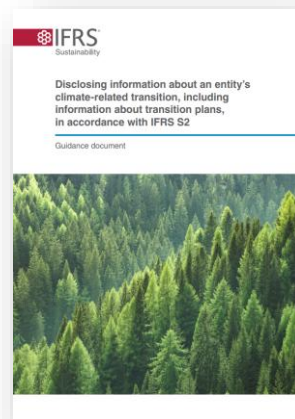 IFRS
Sustainability
Disclosing information about an entity's
climate-related transition, including
information about transition plans,
in accordance with IFRS S2
Guidance document